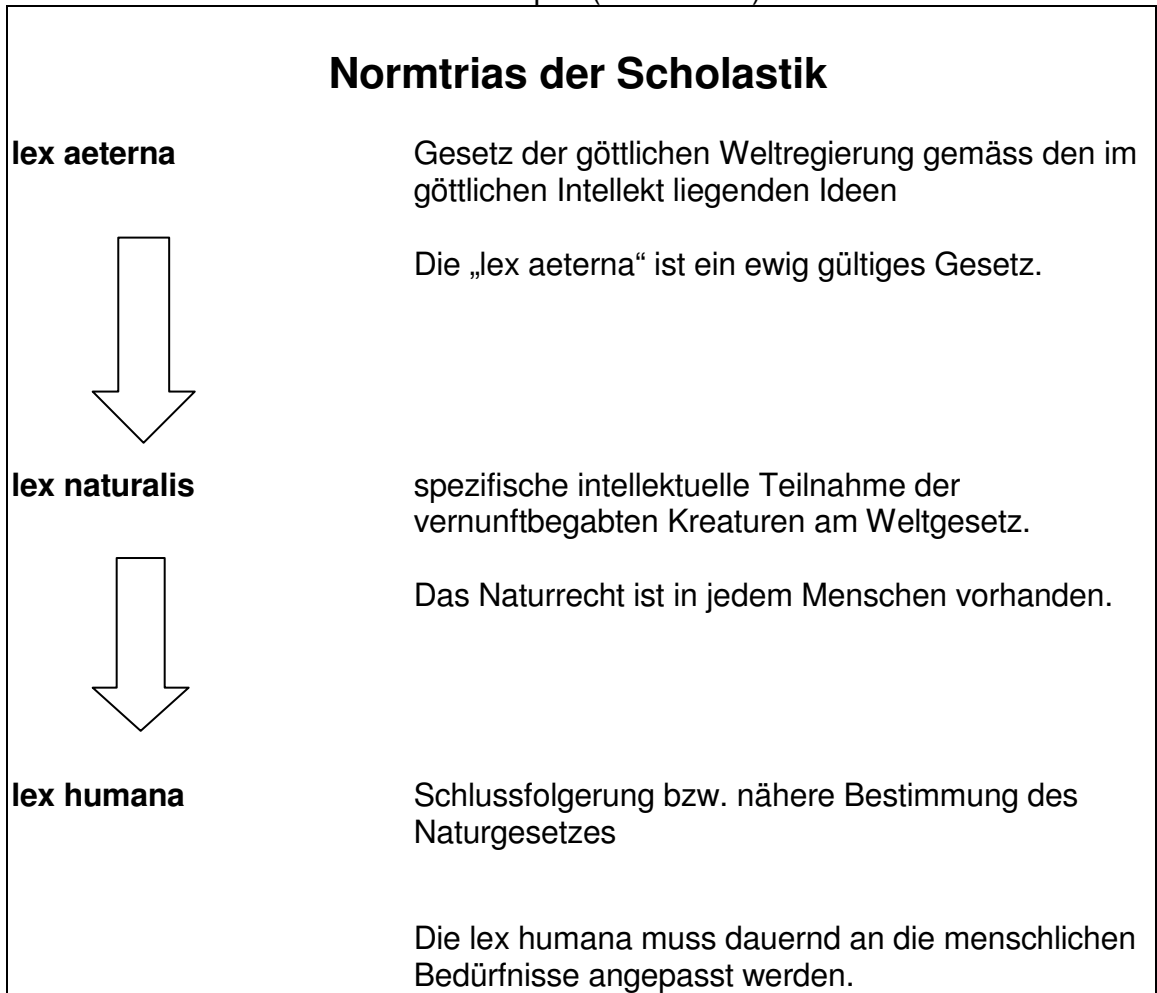 Normtrias der Scholastik
lex aeterna Gesetz der göttlichen Weltregierung gemäss den im
göttlichen Intellekt liegenden Ideen
Die „lex aeterna“ ist ein ewig gültiges Gesetz.
lex naturalis spezifische intellektuelle Teilnahme der
vernunftbegabten Kreaturen am Weltgesetz.
Das Naturrecht ist in jedem Menschen vorhanden.
lex humana Schlussfolgerung bzw. nähere Bestimmung des
Naturgesetzes
Die lex humana muss dauernd an die menschlichen
Bedürfnisse angepasst werden.